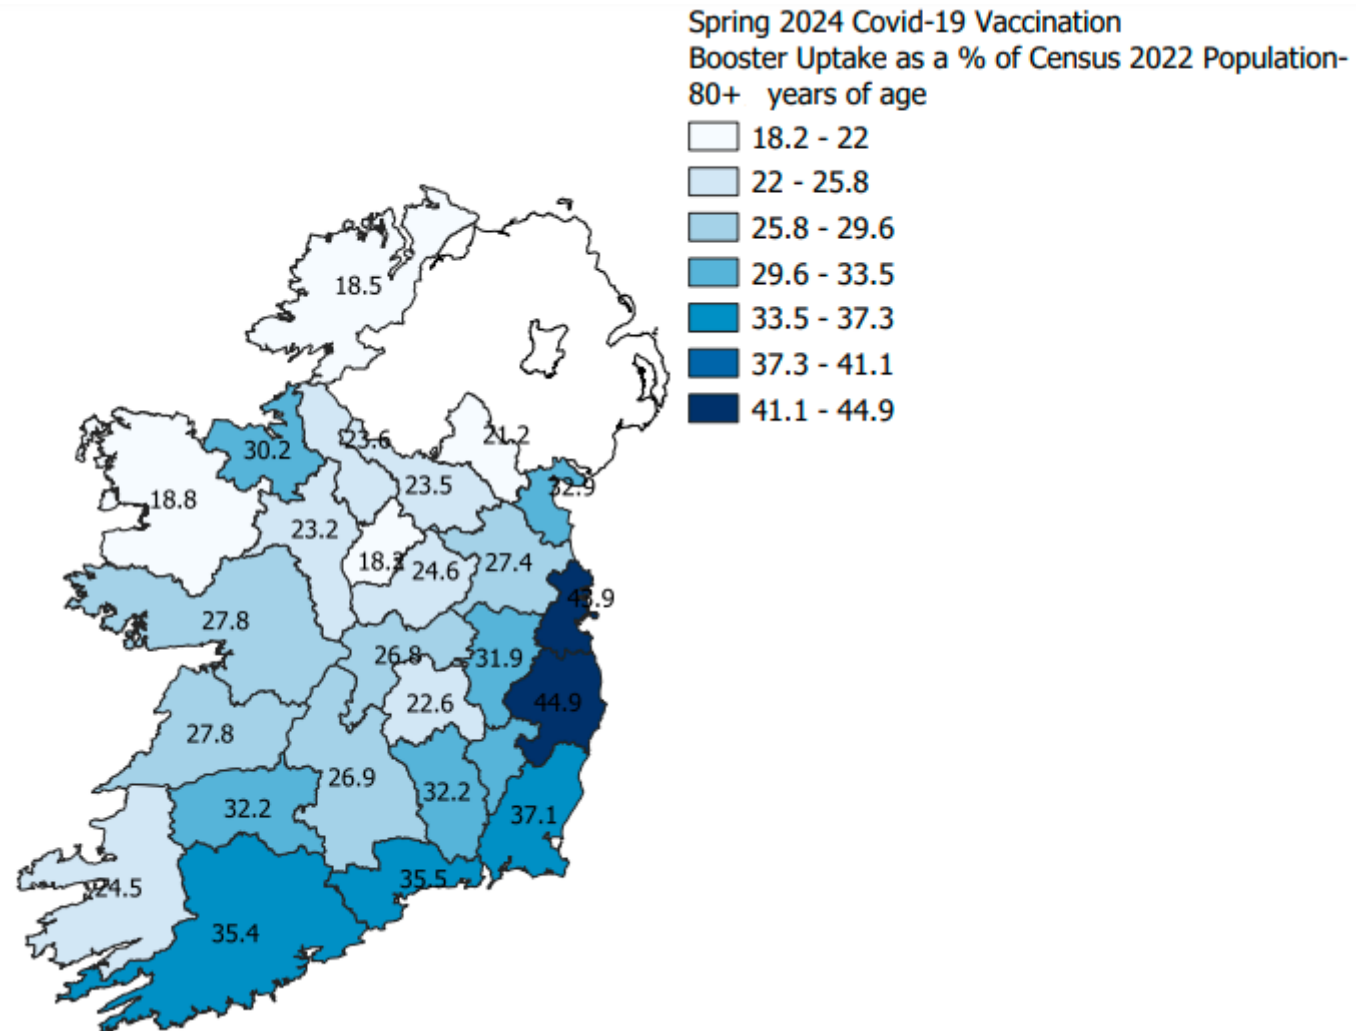 Spring 2024 Covid-19 Vaccination
Booster Uptake as a % of Census 2022 Population-
80+ years of age
18.2 - 22
22 - 25.8
25.8 - 29.6
29.6 - 33.5
33.5 - 37.3
37.3 - 41.1
41.1 - 44.9
18.5
23.6
21.2
30.2
23.5
32.9
18.8
23.2
18.2
24.6
27.4
43.9
27.8
26.8
31.9
22.6
44.9
27.8
26.9
32.2
32.2
37.1
24.5
35.5
35.4